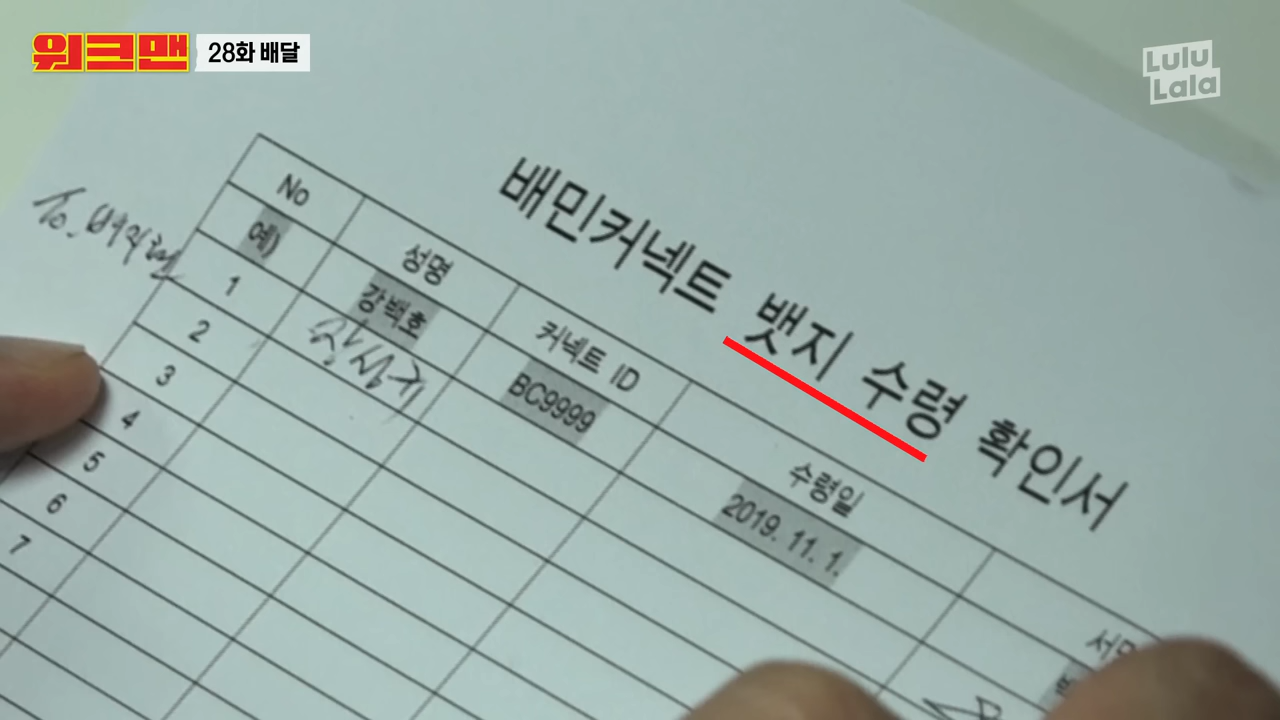 워크맨 28화 배달
Lulu
Lala
배민커넥트 뱃지 수령 확인서
No 성명 커넥트 ID 수령일
예) 강백호 BC9999 2019. 11. 1.
To.
1
2
3
4
5
6
7